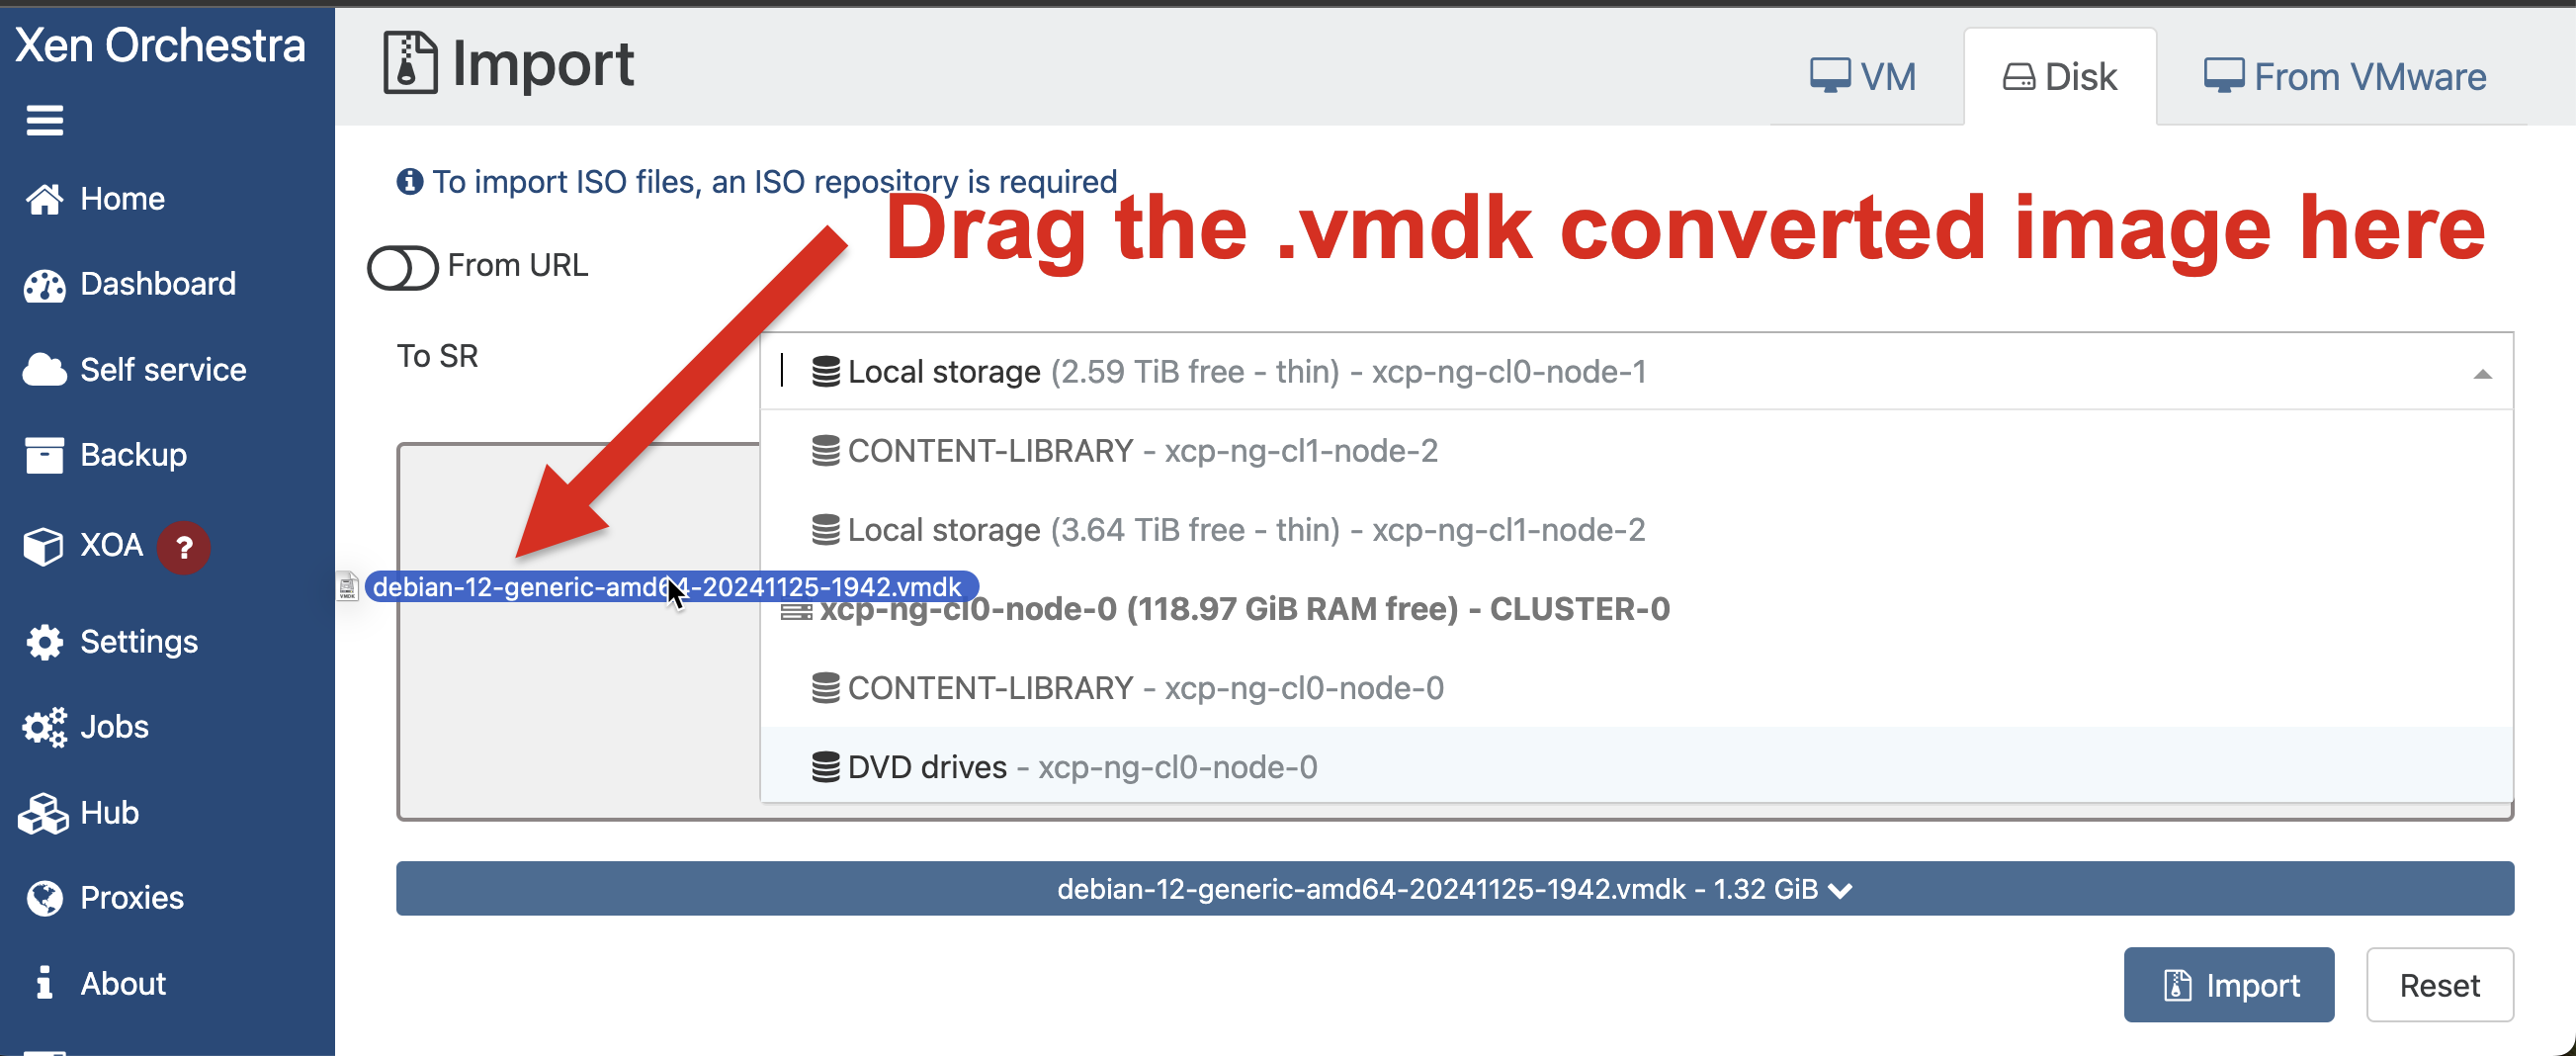 Xen Orchestra
Home
Dashboard
Self service
Backup
XOA ?
Settings
Jobs
Hub
Proxies
About
Import
VM
Disk
From VMware
To import ISO files, an ISO repository is required
Drag the .vmdk converted image here
From URL
To SR
Local storage (2.59 TiB free - thin) - xcp-ng-cl0-node-1
CONTENT-LIBRARY - xcp-ng-cl1-node-2
Local storage (3.64 TiB free - thin) - xcp-ng-cl1-node-2
debian-12-generic-amd64-20241125-1942.vmdk
xcp-ng-cl0-node-0 (118.97 GiB RAM free) - CLUSTER-0
CONTENT-LIBRARY - xcp-ng-cl0-node-0
DVD drives - xcp-ng-cl0-node-0
debian-12-generic-amd64-20241125-1942.vmdk - 1.32 GiB
Import
Reset